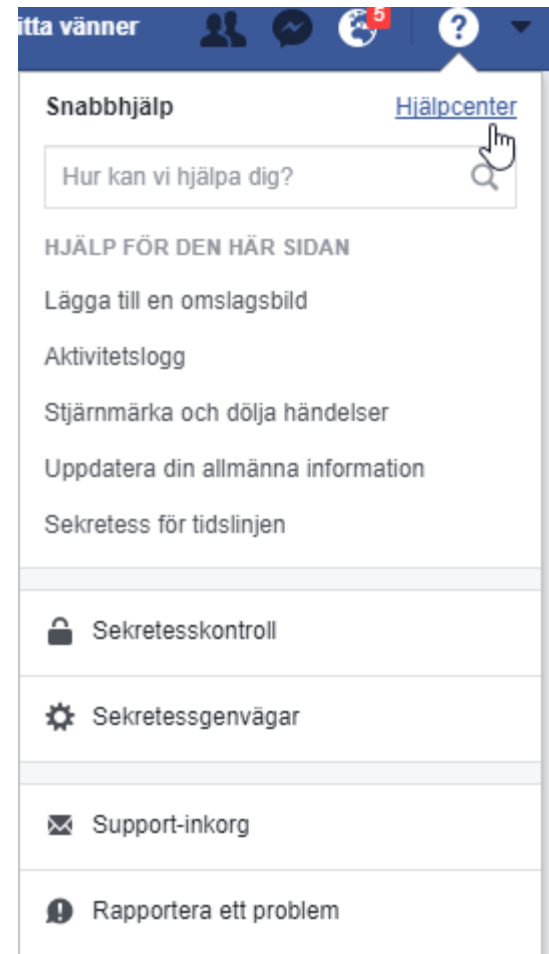 itta vänner
5
?
Snabbhjälp Hjälpcenter
Hur kan vi hjälpa dig?
HJÄLP FÖR DEN HÄR SIDAN
Lägga till en omslagsbild
Aktivitetslogg
Stjärnmärka och dölja händelser
Uppdatera din allmänna information
Sekretess för tidslinjen
Sekretesskontroll
Sekretessgenvägar
Support-inkorg
Rapportera ett problem